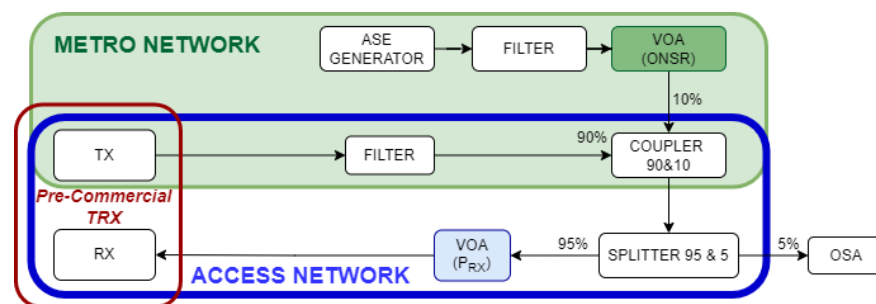 METRO NETWORK
ASE
GENERATOR
FILTER
VOA
(ONSR)
10%
TX
FILTER
90%
COUPLER
90&10
Pre-Commercial
TRX
RX
VOA
(PRX)
95%
SPLITTER 95 & 5
5%
OSA
ACCESS NETWORK